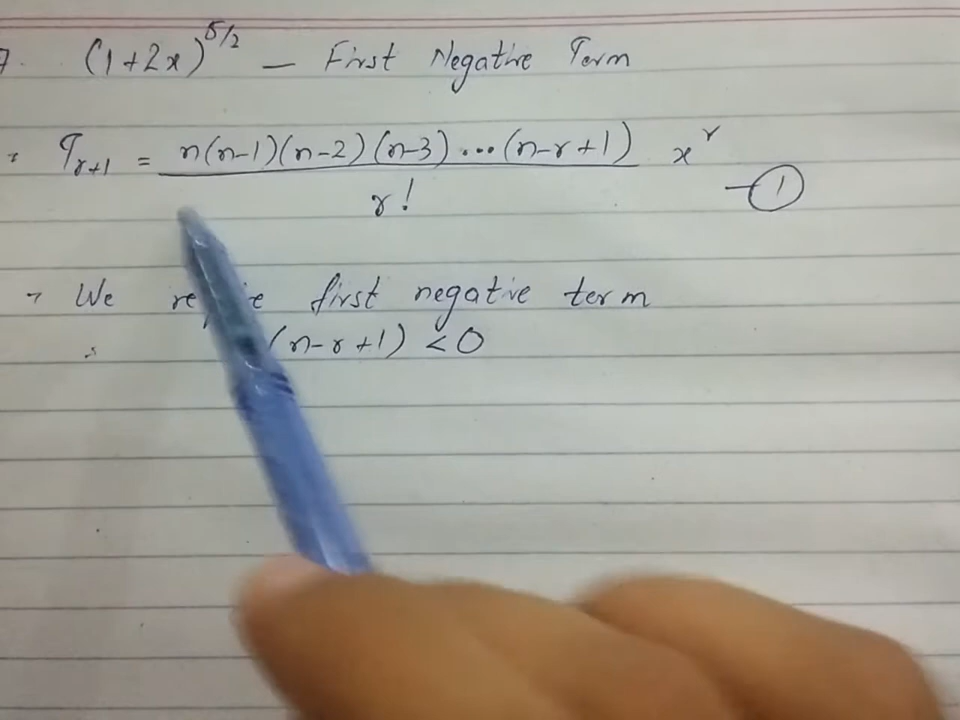 7. (1+2x)^5/2 — First Negative Term
T_r+1 = n(n-1)(n-2)(n-3)...(n-r+1) / r! x^r — 1
→ We first negative term
∴ (n-r+1) < 0